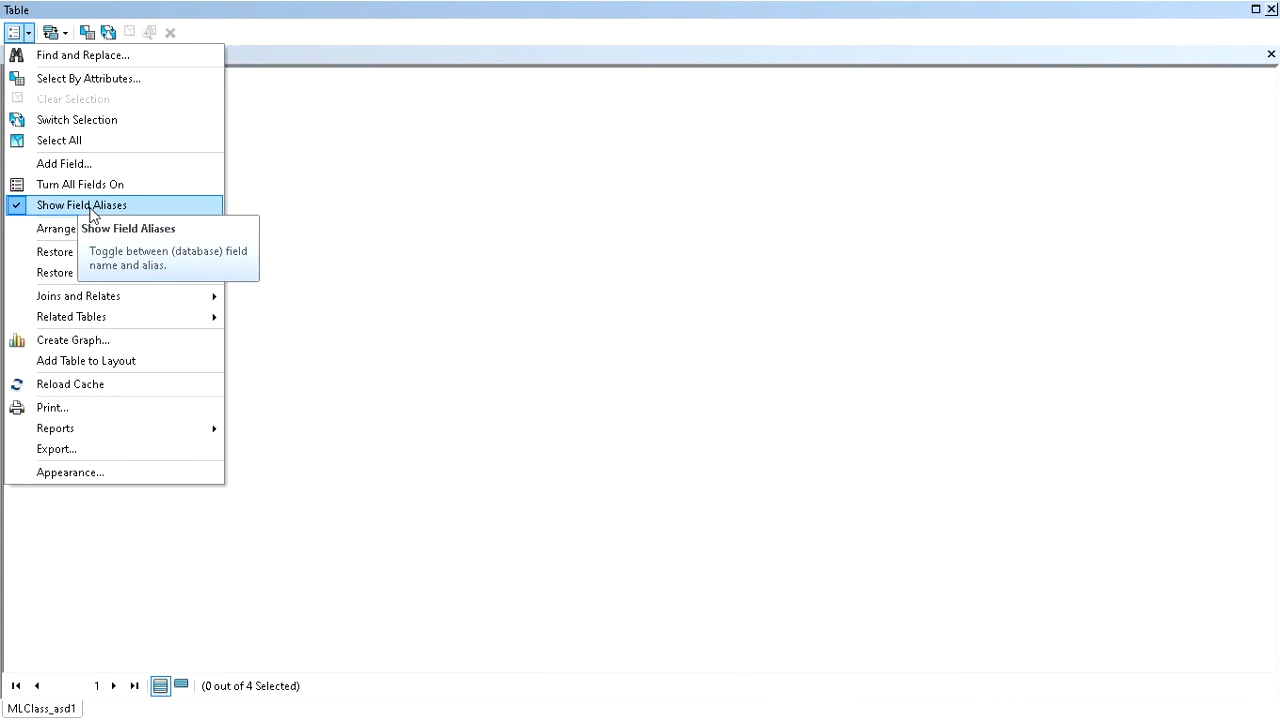 Table
Find and Replace...
Select By Attributes...
Clear Selection
Switch Selection
Select All
Add Field...
Turn All Fields On
Show Field Aliases
Arrange
Show Field Aliases
Restore
Toggle between (database) field
name and alias.
Restore
Joins and Relates
Related Tables
Create Graph...
Add Table to Layout
Reload Cache
Print...
Reports
Export...
Appearance...
1
(0 out of 4 Selected)
MLClass_asd1